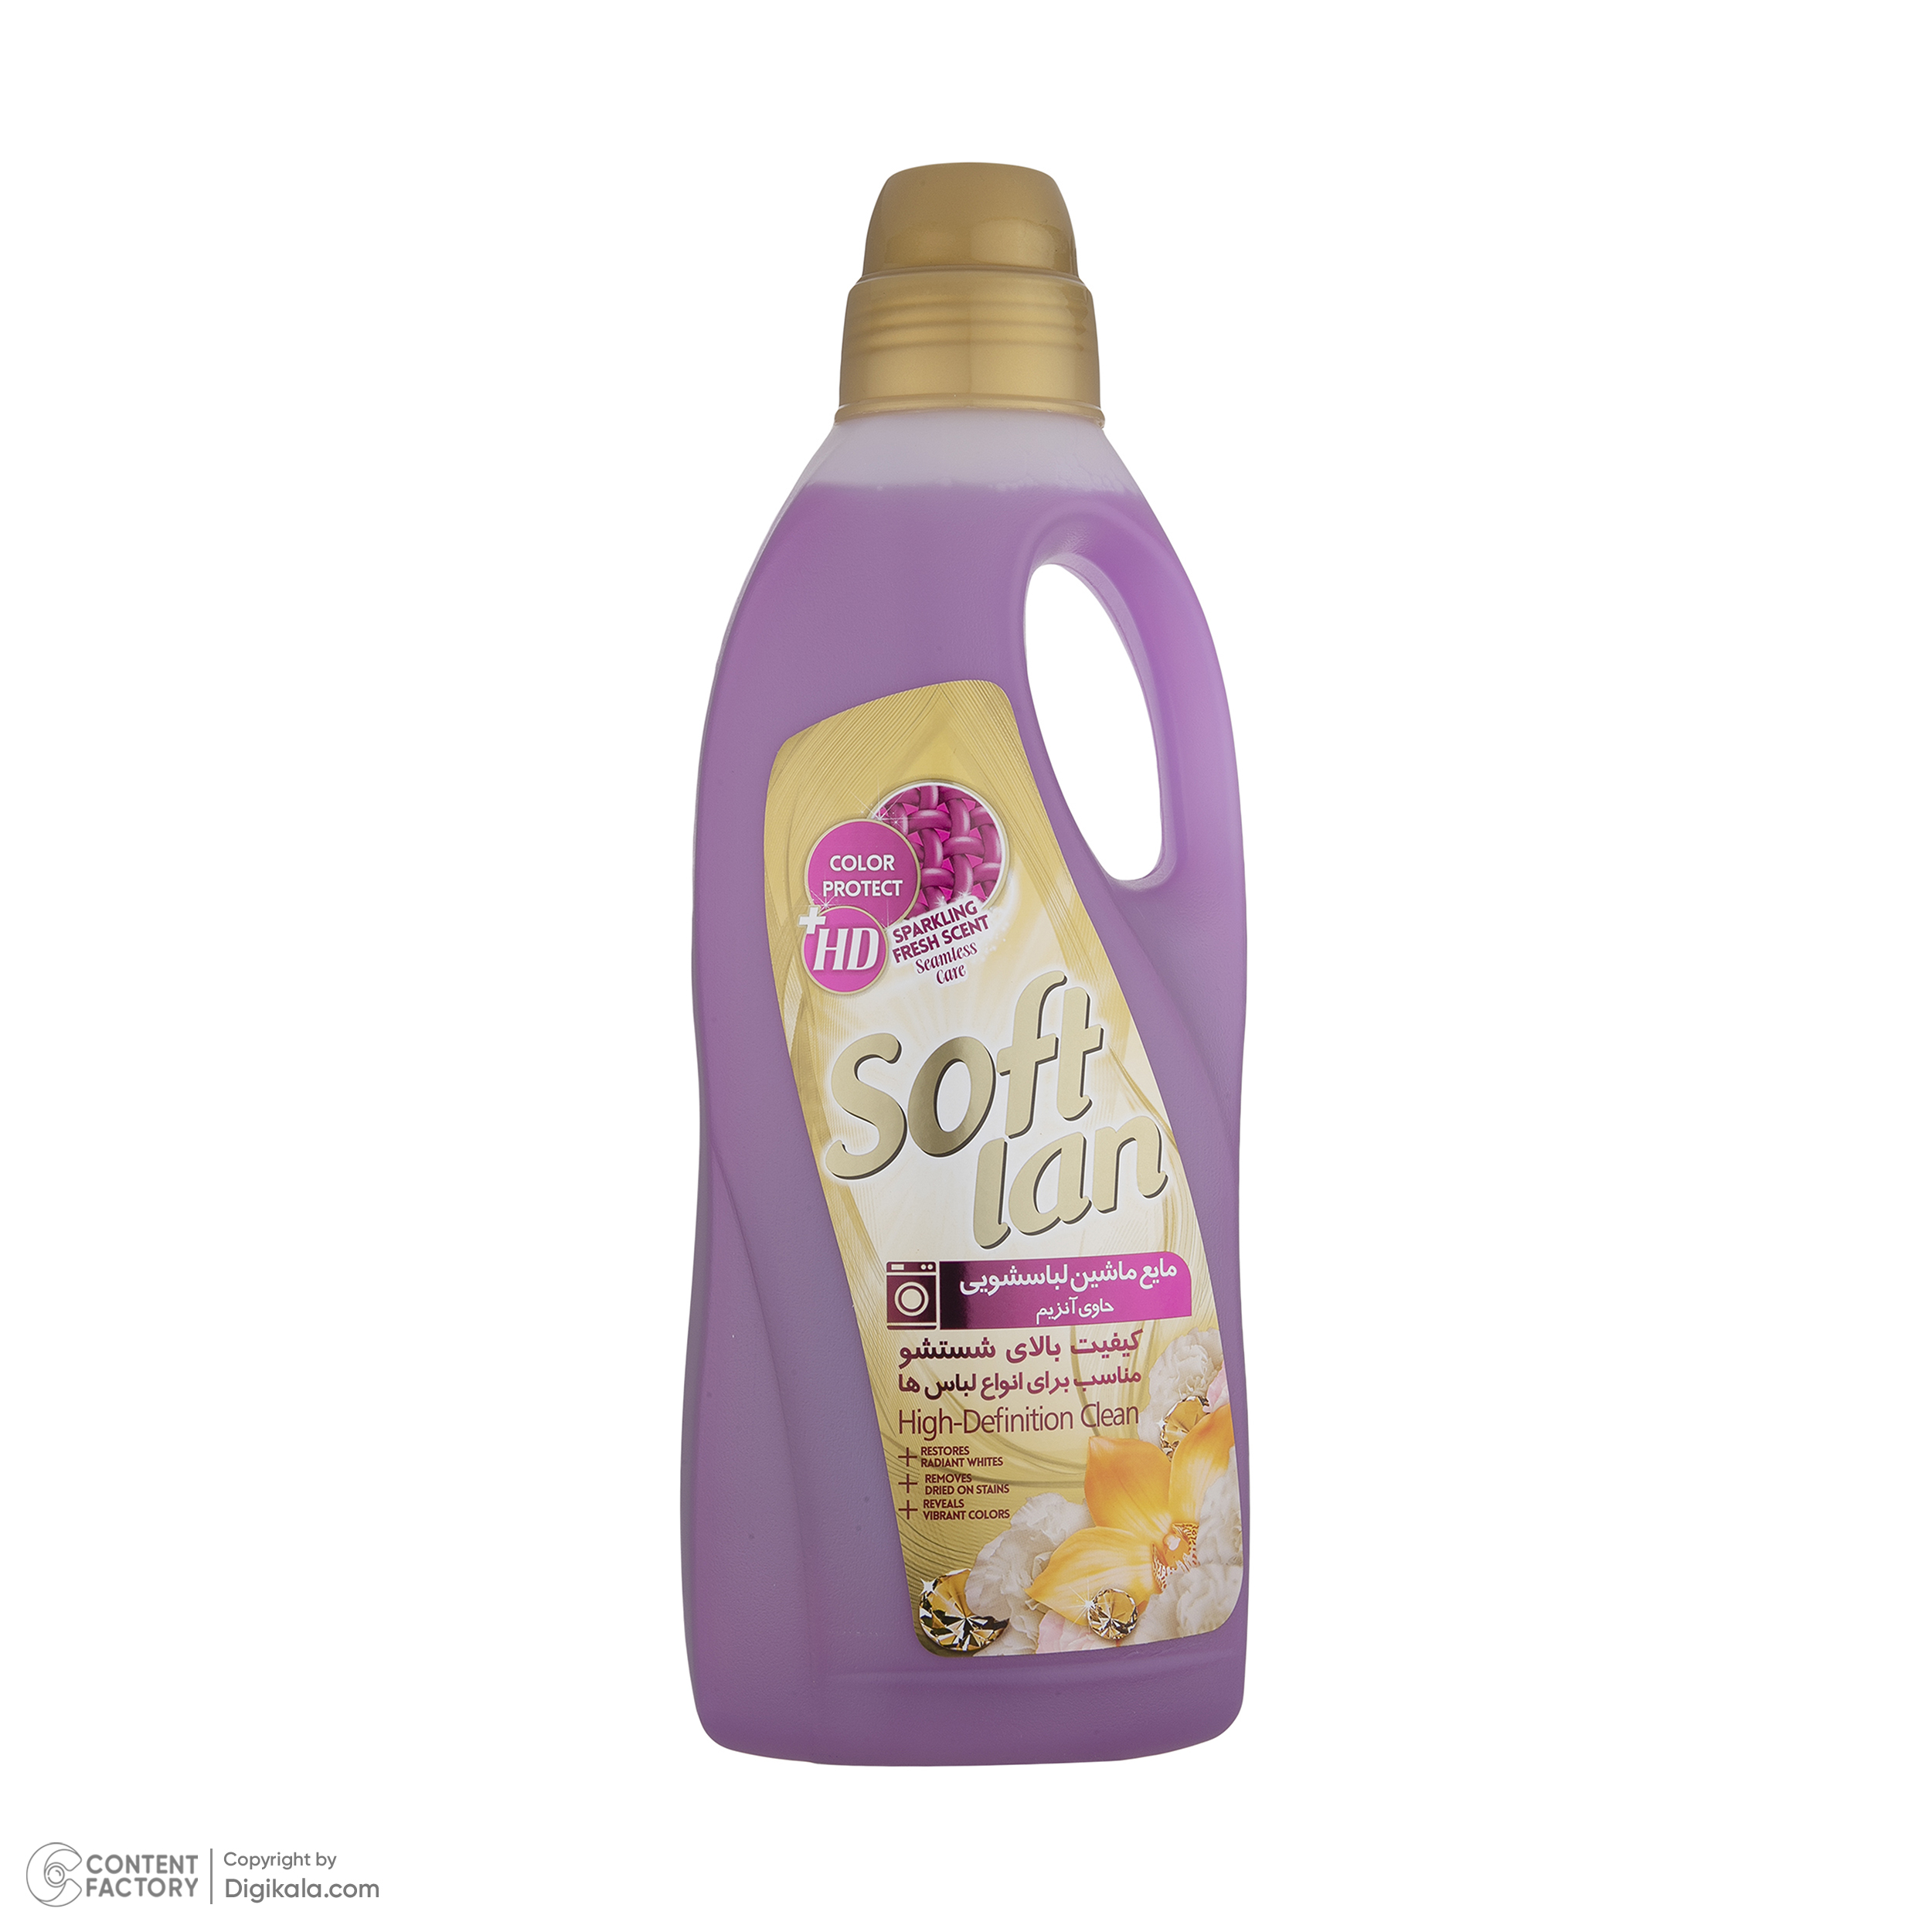 COLOR
PROTECT
+HD
SPARKLING
FRESH SCENT
Seamless
Care
Soft
lan
مایع ماشین لباسشویی
حاوی آنزیم
کیفیت بالای شستشو
مناسب برای انواع لباس ها
High-Definition Clean
+ RESTORES
RADIANT WHITES
+ REMOVES
DRIED ON STAINS
+ REVEALS
VIBRANT COLORS
CONTENT
FACTORY
Copyright by
Digikala.com